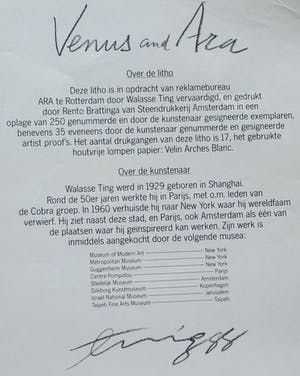 Venus and Ara
Over de litho
Deze litho is in opdracht van reklamebureau
ARA te Rotterdam door Walasse Ting vervaardigd, en gedrukt
door Rento Brattinga van Steendrukkerij Amsterdam in een
oplage van 250 genummerde en door de kunstenaar gesigneerde exemplaren,
benevens 35 eveneens door de kunstenaar genummerde en gesigneerde
artist proof's. Het aantal drukgangen van deze litho is 17, het gebruikte
houtvrije lompen papier: Velin Arches Blanc.
Over de kunstenaar
Walasse Ting werd in 1929 geboren in Shanghai.
Rond de 50er jaren werkte hij in Parijs, met o.m. leden van
de Cobra groep. In 1960 verhuisde hij naar New York waar hij wereldfaam
verwierf. Hij ziet naast deze stad, en Parijs, ook Amsterdam als één van
de plaatsen waar hij geïnspireerd kan werken. Zijn werk is
inmiddels aangekocht door de volgende musea:
Museum of Modern Art — New York
Metropolitan Museum — New York
Guggenheim Museum — New York
Centre Pompidou — Parijs
Stedelijk Museum — Amsterdam
Silkborg Kunstmuseum — Kopenhagen
Israel National Museum — Jerusalem
Taipeh Fine Arts Museum — Taipeh